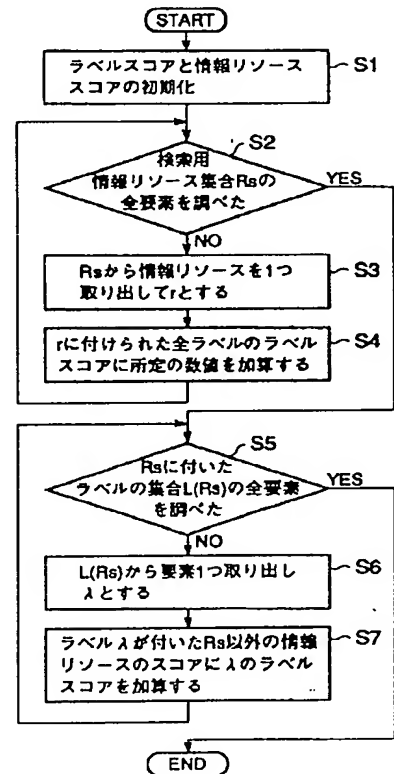 START
ラベルスコアと情報リソース
スコアの初期化
S1
S2
検索用
情報リソース集合Rsの
全要素を調べた
YES
NO
Rsから情報リソースを1つ
取り出してrとする
S3
rに付けられた全ラベルのラベル
スコアに所定の数値を加算する
S4
S5
Rsに付いた
ラベルの集合L(Rs)の全要素
を調べた
YES
NO
L(Rs)から要素1つ取り出し
λとする
S6
ラベルλが付いたRs以外の情報
リソースのスコアにλのラベル
スコアを加算する
S7
END